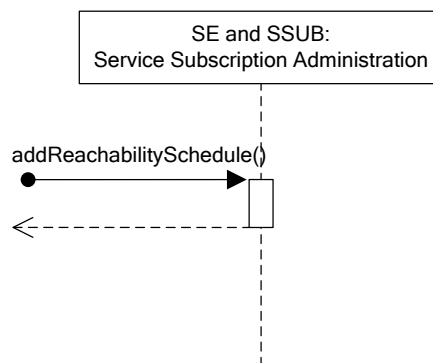 SE and SSUB:
Service Subscription Administration
addReachabilitySchedule()